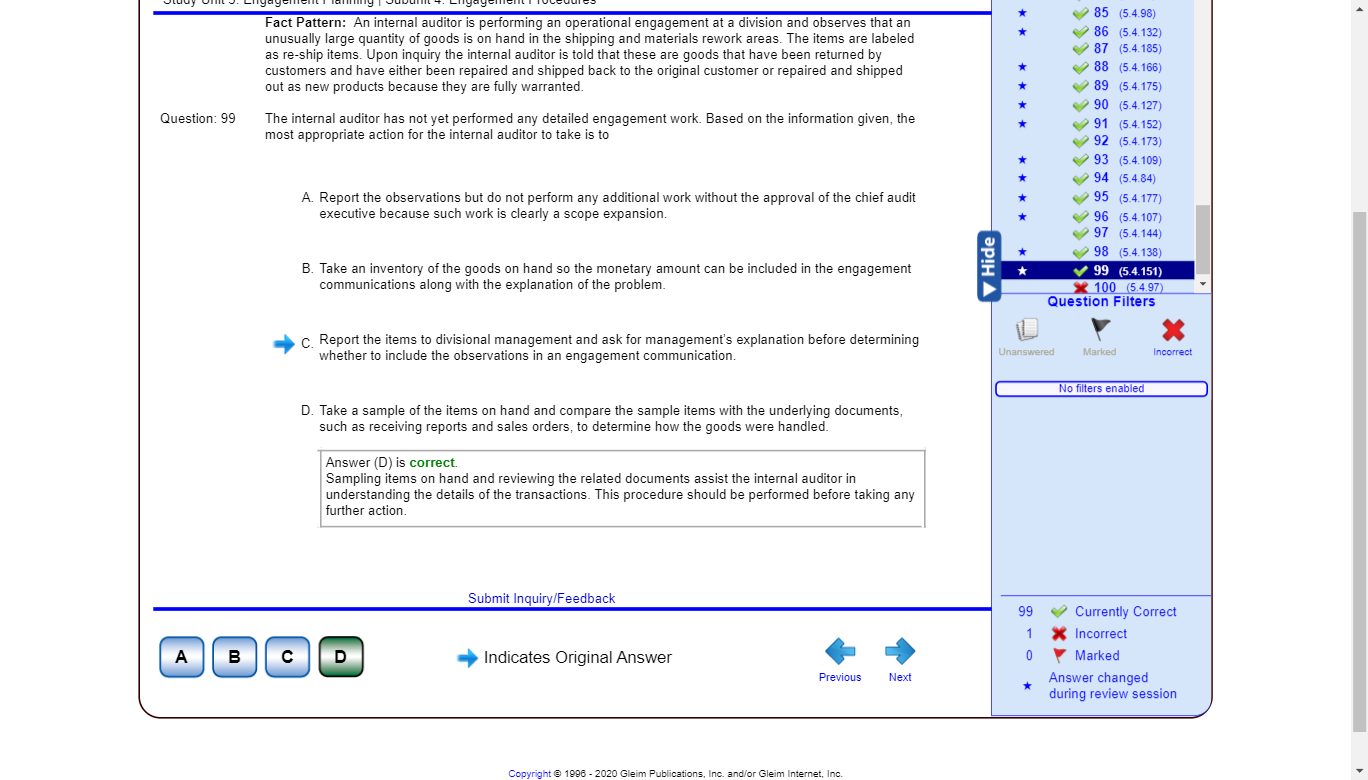 Study Unit 5: Engagement Planning | Subunit 4: Engagement Procedures
Fact Pattern: An internal auditor is performing an operational engagement at a division and observes that an
unusually large quantity of goods is on hand in the shipping and materials rework areas. The items are labeled
as re-ship items. Upon inquiry the internal auditor is told that these are goods that have been returned by
customers and have either been repaired and shipped back to the original customer or repaired and shipped
out as new products because they are fully warranted.
Question: 99 The internal auditor has not yet performed any detailed engagement work. Based on the information given, the
most appropriate action for the internal auditor to take is to
A. Report the observations but do not perform any additional work without the approval of the chief audit
executive because such work is clearly a scope expansion.
B. Take an inventory of the goods on hand so the monetary amount can be included in the engagement
communications along with the explanation of the problem.
C. Report the items to divisional management and ask for management's explanation before determining
whether to include the observations in an engagement communication.
D. Take a sample of the items on hand and compare the sample items with the underlying documents,
such as receiving reports and sales orders, to determine how the goods were handled.
Answer (D) is correct.
Sampling items on hand and reviewing the related documents assist the internal auditor in
understanding the details of the transactions. This procedure should be performed before taking any
further action.
Submit Inquiry/Feedback
A B C D
Indicates Original Answer
Previous Next
85 (5.4.98)
86 (5.4.132)
87 (5.4.185)
88 (5.4.166)
89 (5.4.175)
90 (5.4.127)
91 (5.4.152)
92 (5.4.173)
93 (5.4.109)
94 (5.4.84)
95 (5.4.177)
96 (5.4.107)
97 (5.4.144)
98 (5.4.138)
99 (5.4.151)
100 (5.4.97)
Hide
Question Filters
Unanswered Marked Incorrect
No filters enabled
99 Currently Correct
1 Incorrect
0 Marked
Answer changed
during review session
Copyright © 1996 - 2020 Gleim Publications, Inc. and/or Gleim Internet, Inc.